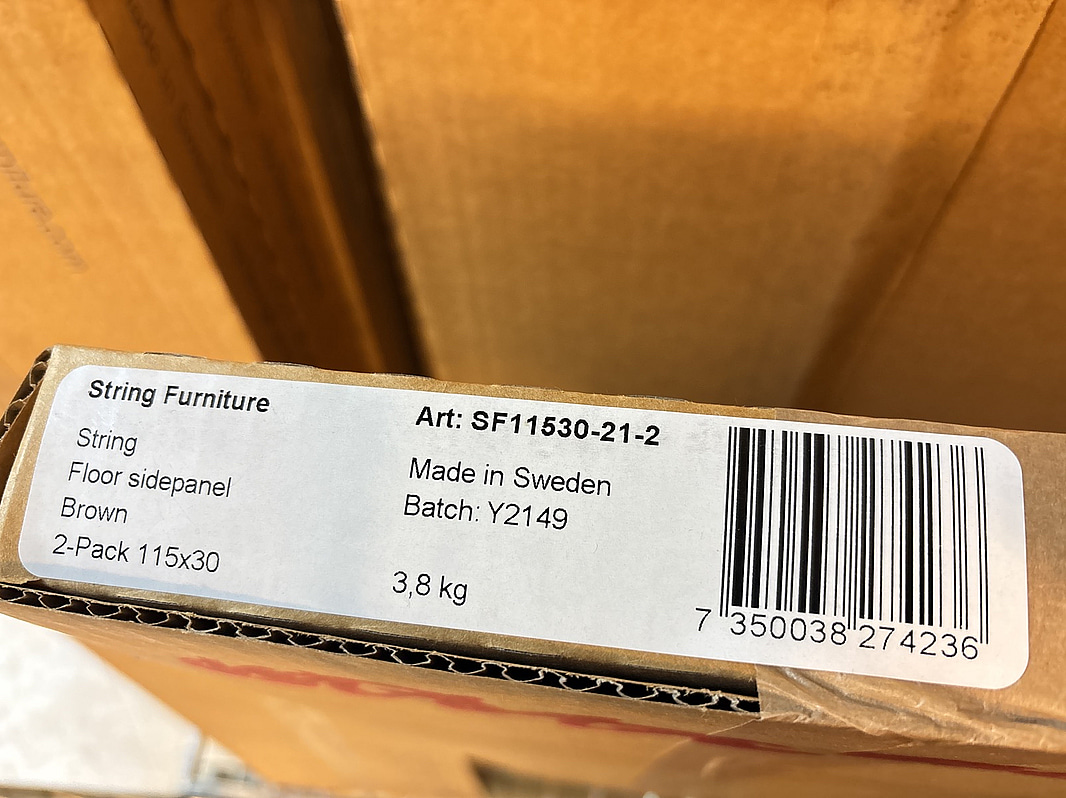 String Furniture
String
Floor sidepanel
Brown
2-Pack 115x30
Art: SF11530-21-2
Made in Sweden
Batch: Y2149
3,8 kg
7 350038 274236